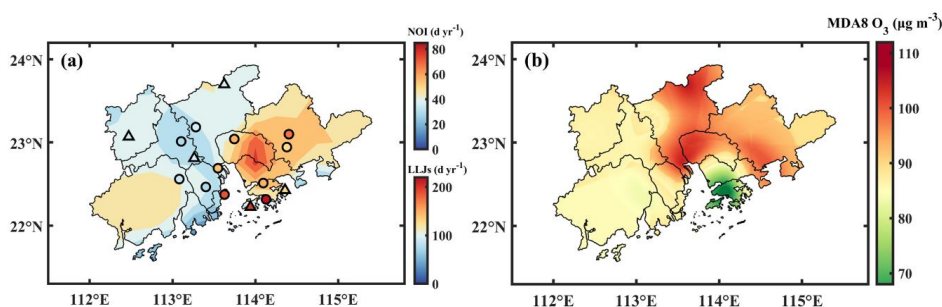 (a)
NOI (d yr⁻¹)
80
60
40
20
0
LLJs (d yr⁻¹)
200
100
0
24°N
23°N
22°N
112°E 113°E 114°E 115°E
(b)
MDA8 O₃ (µg m⁻³)
110
100
90
80
70
24°N
23°N
22°N
112°E 113°E 114°E 115°E